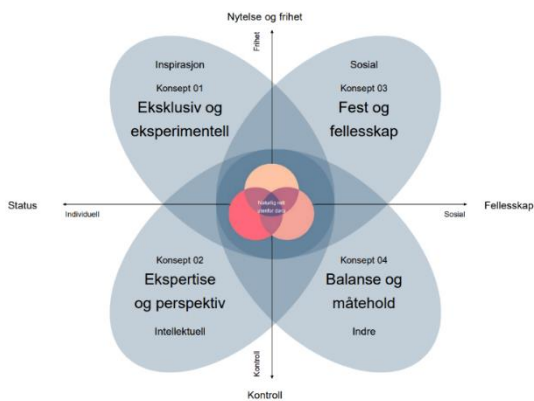 Nytelse og frihet
Frihet
Inspirasjon
Konsept 01
Eksklusiv og
eksperimentell
Sosial
Konsept 03
Fest og
fellesskap
Status
Individuell
Sosial
Fellesskap
Konsept 02
Ekspertise
og perspektiv
Intellektuell
Konsept 04
Balanse og
måtehold
Indre
Kontroll
Kontroll